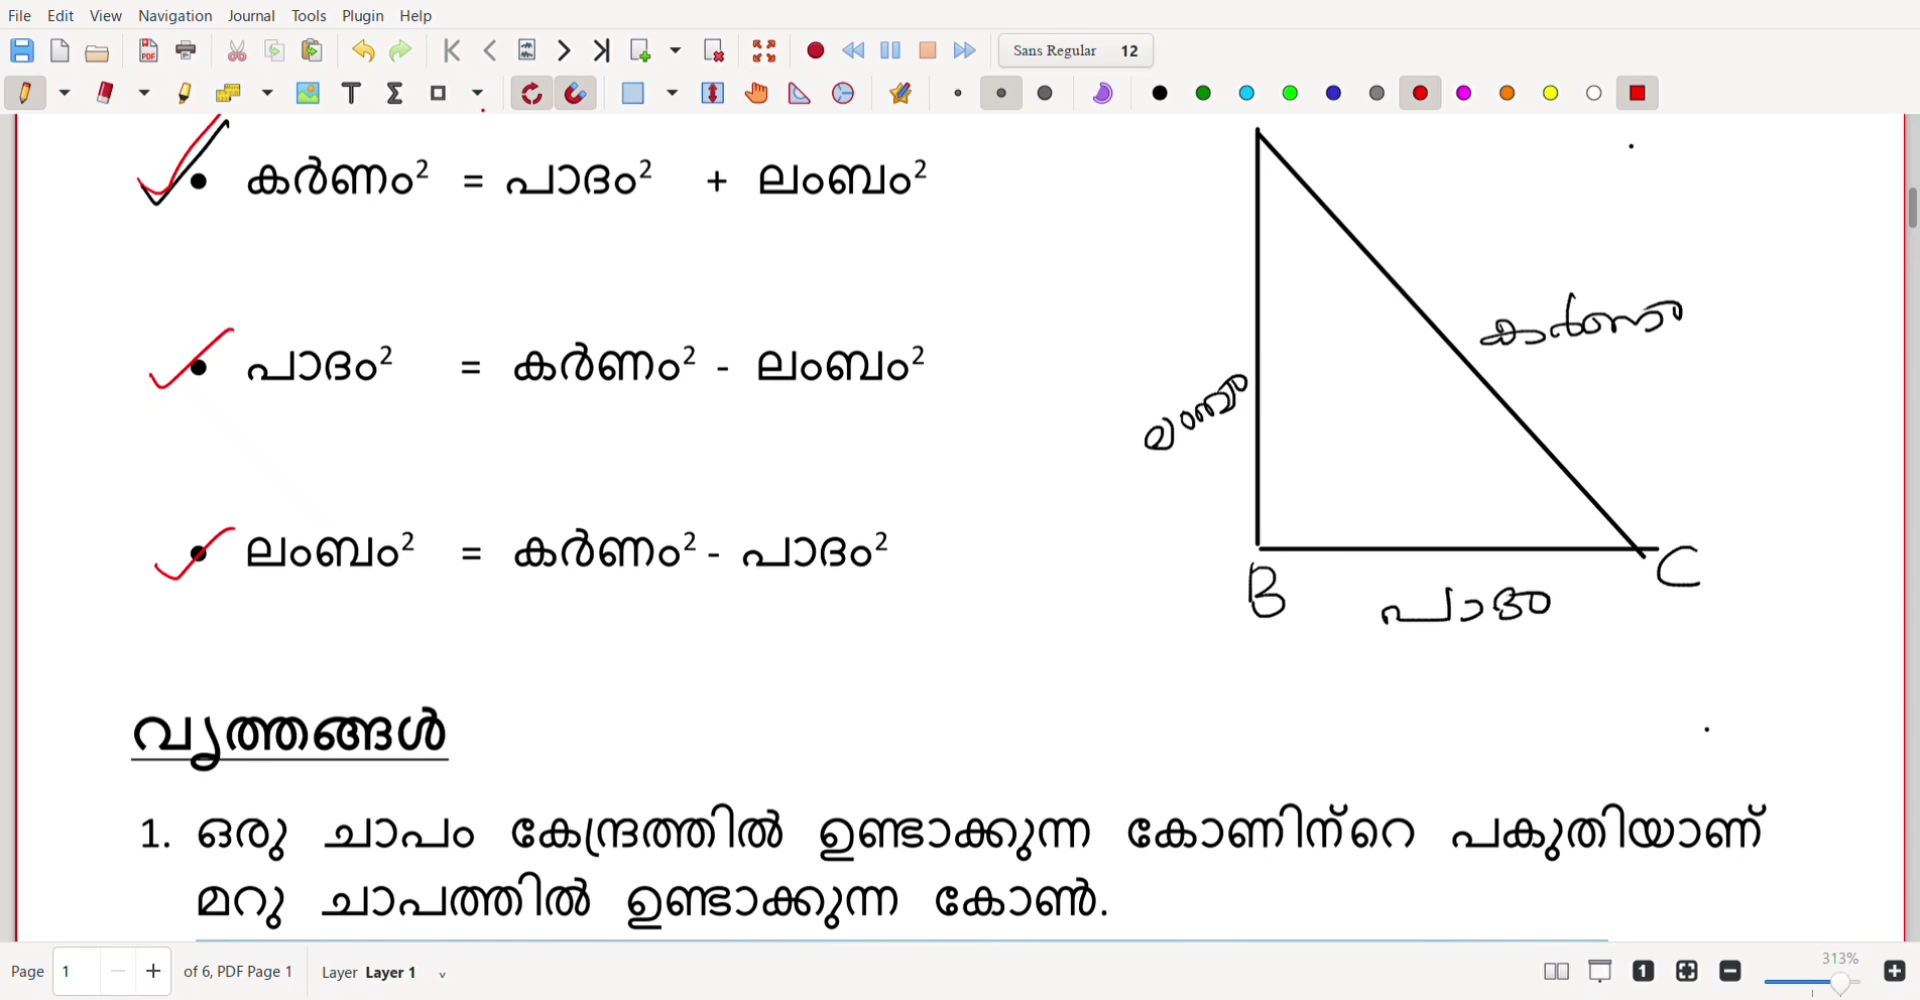 File Edit View Navigation Journal Tools Plugin Help
Sans Regular 12
കർണം² = പാദം² + ലംബം²
പാദം² = കർണം² - ലംബം²
ലംബം² = കർണം² - പാദം²
കർണം
ലംബം
B
C
പാദം
വൃത്തങ്ങൾ
1. ഒരു ചാപം കേന്ദ്രത്തിൽ ഉണ്ടാക്കുന്ന കോണിന്റെ പകുതിയാണ്
മറു ചാപത്തിൽ ഉണ്ടാക്കുന്ന കോൺ.
Page 1 of 6, PDF Page 1 Layer Layer 1 313%